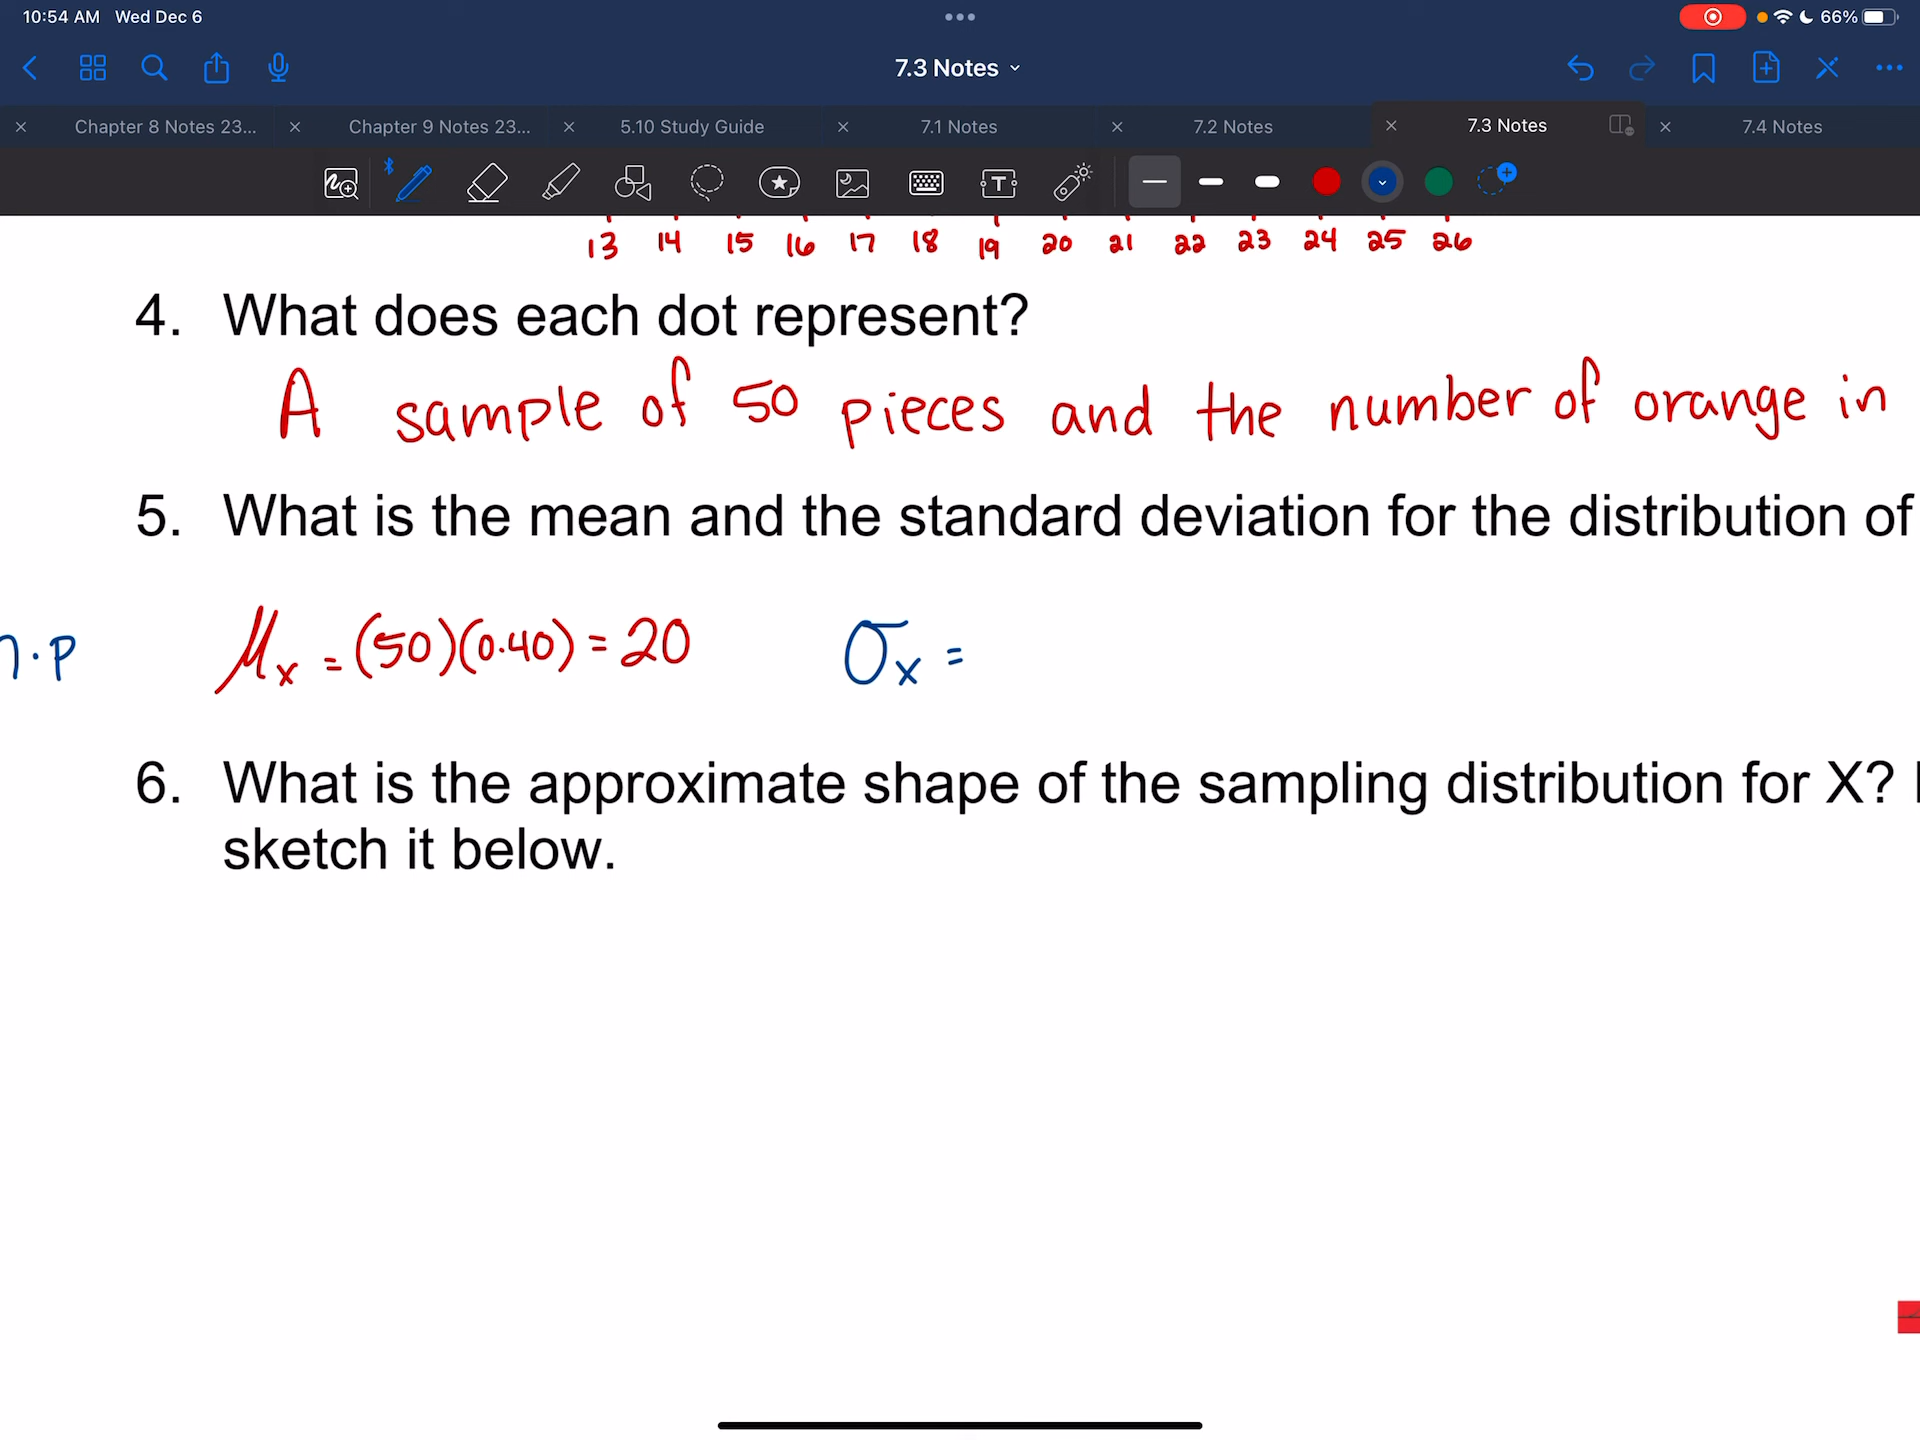 10:54 AM Wed Dec 6
66%
7.3 Notes
Chapter 8 Notes 23... Chapter 9 Notes 23... 5.10 Study Guide 7.1 Notes 7.2 Notes 7.3 Notes 7.4 Notes
13 14 15 16 17 18 19 20 21 22 23 24 25 26
4. What does each dot represent?
A sample of 50 pieces and the number of orange in
5. What is the mean and the standard deviation for the distribution of
n·p μx = (50)(0.40) = 20 σx =
6. What is the approximate shape of the sampling distribution for X?
sketch it below.